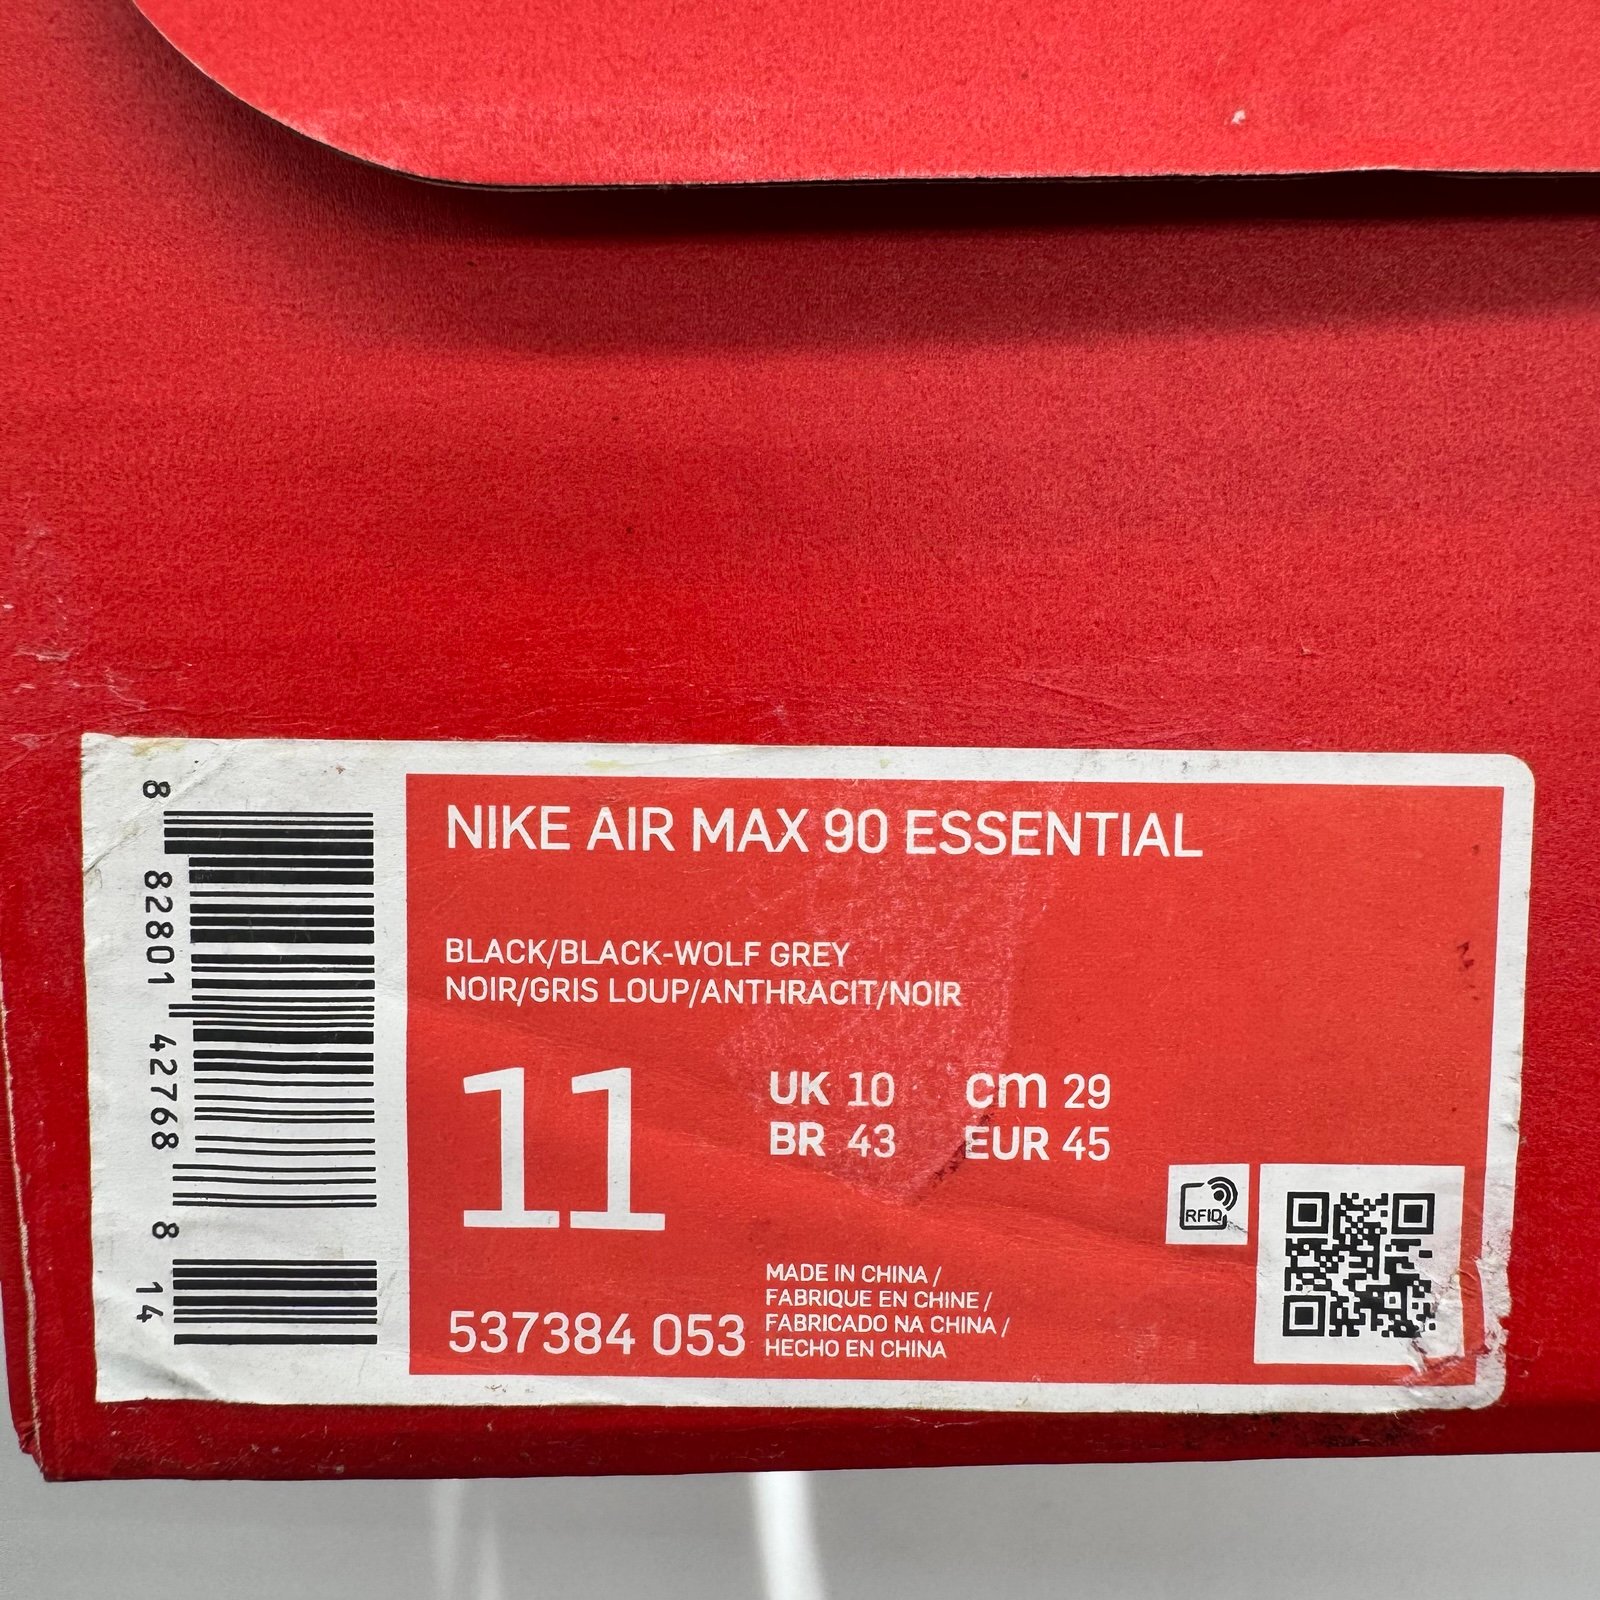 NIKE AIR MAX 90 ESSENTIAL
BLACK/BLACK-WOLF GREY
NOIR/GRIS LOUP/ANTHRACIT/NOIR
11
UK 10 cm 29
BR 43 EUR 45
RFID
537384 053
MADE IN CHINA /
FABRIQUE EN CHINE /
FABRICADO NA CHINA /
HECHO EN CHINA
8 82801 42768 8 14